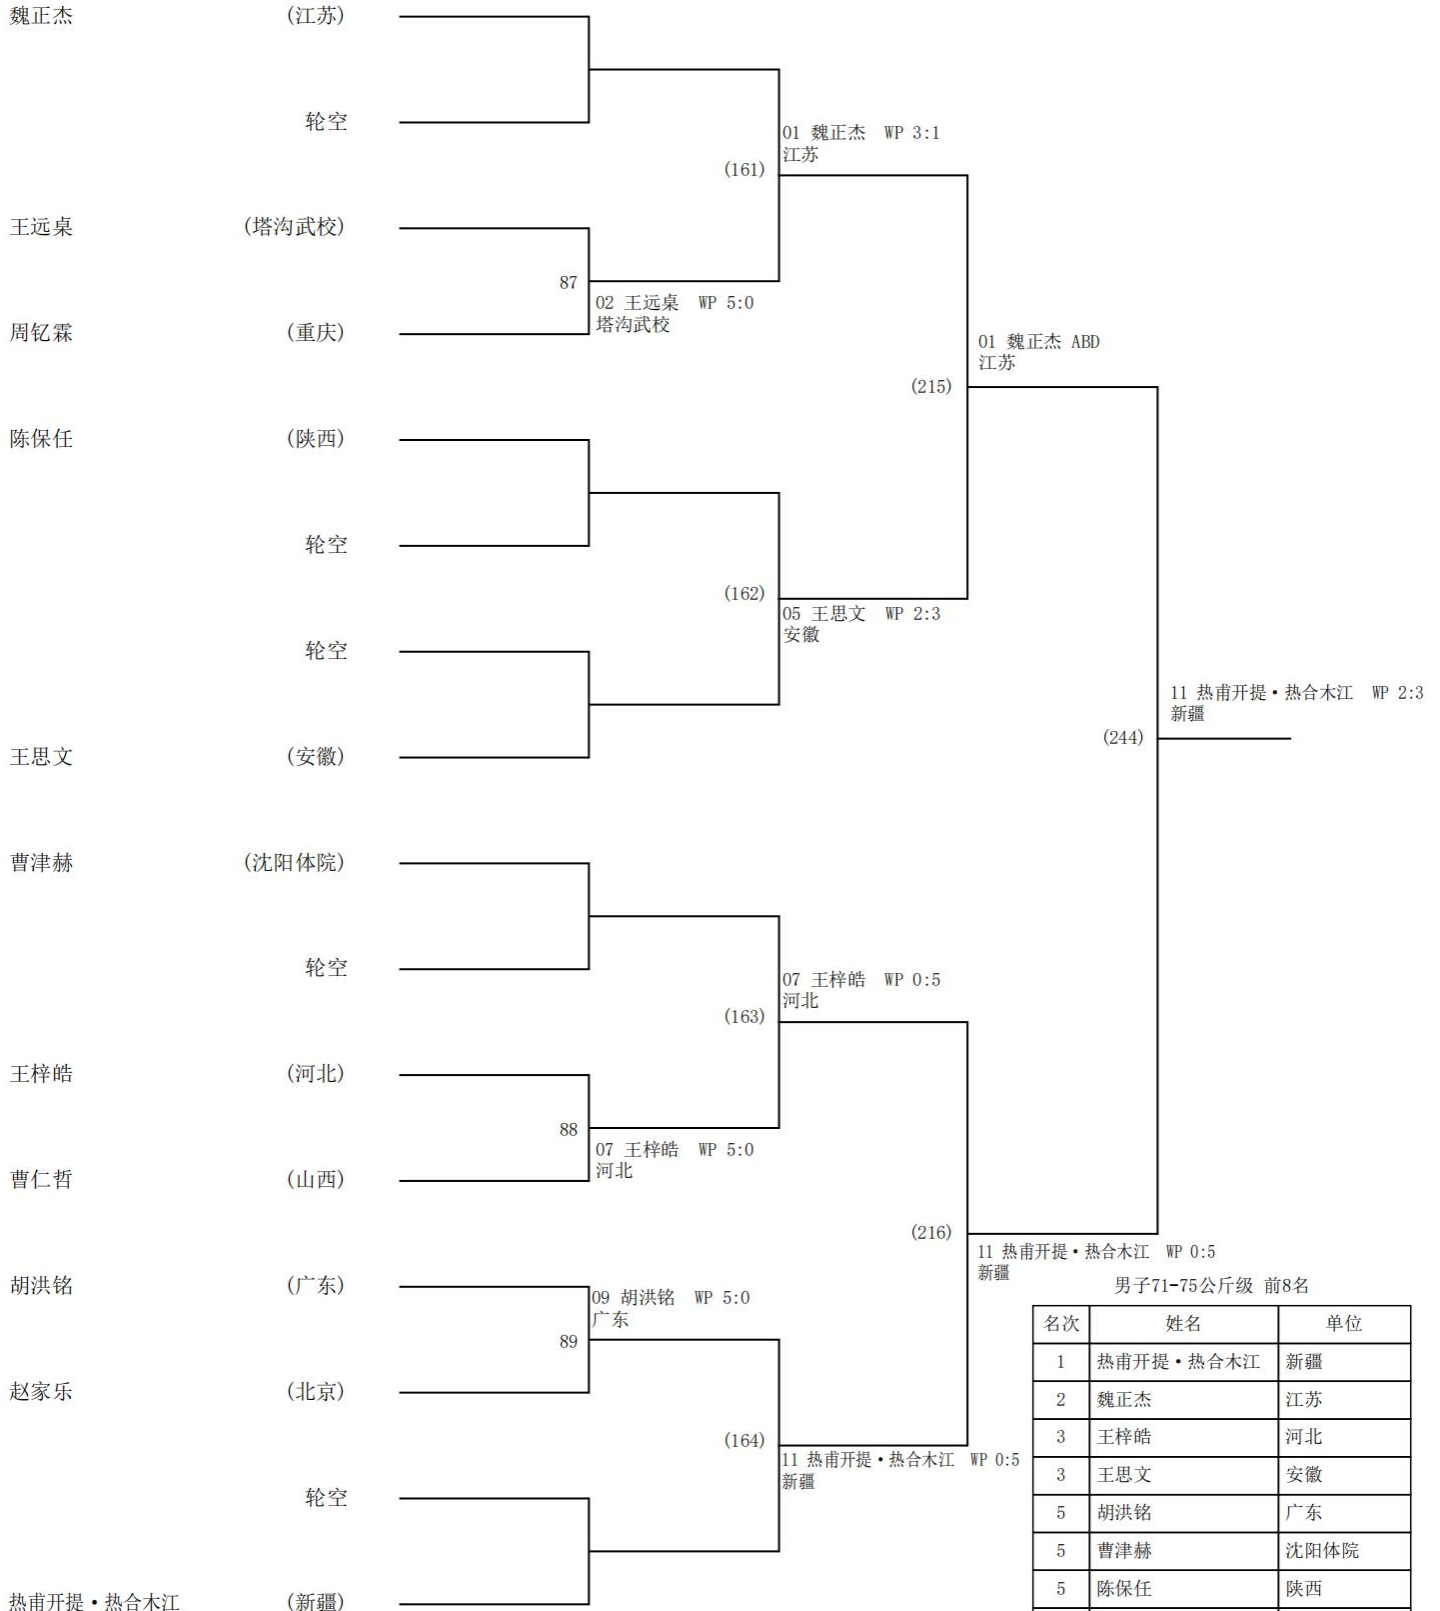 魏正杰 (江苏)
轮空
01 魏正杰 WP 3:1
江苏
(161)
王远桌 (塔沟武校)
87
02 王远桌 WP 5:0
塔沟武校
周钇霖 (重庆)
01 魏正杰 ABD
江苏
(215)
陈保任 (陕西)
轮空
(162)
05 王思文 WP 2:3
安徽
轮空
11 热甫开提·热合木江 WP 2:3
新疆
(244)
王思文 (安徽)
曹津赫 (沈阳体院)
轮空
07 王梓皓 WP 0:5
河北
(163)
王梓皓 (河北)
88
07 王梓皓 WP 5:0
河北
曹仁哲 (山西)
(216)
11 热甫开提·热合木江 WP 0:5
新疆
胡洪铭 (广东)
09 胡洪铭 WP 5:0
广东
89
赵家乐 (北京)
(164)
11 热甫开提·热合木江 WP 0:5
新疆
轮空
热甫开提·热合木江 (新疆)
男子71-75公斤级 前8名
名次 姓名 单位
1 热甫开提·热合木江 新疆
2 魏正杰 江苏
3 王梓皓 河北
3 王思文 安徽
5 胡洪铭 广东
5 曹津赫 沈阳体院
5 陈保任 陕西